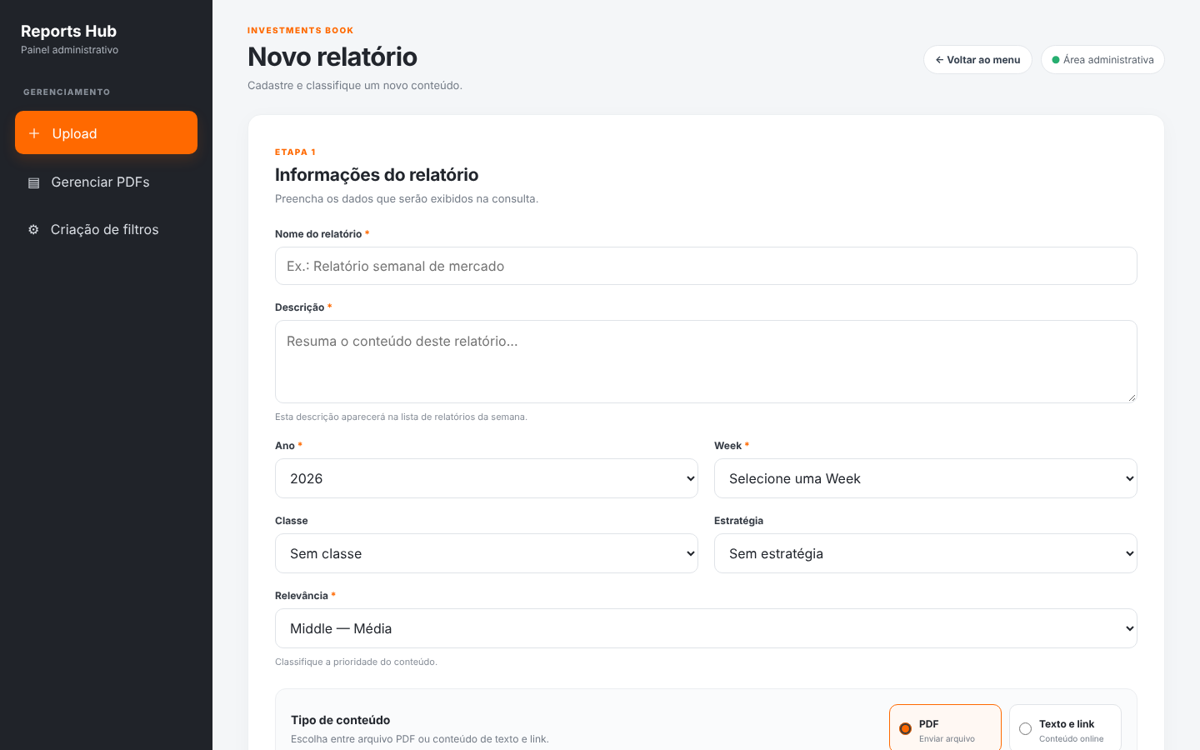 Reports Hub
Painel administrativo
GERENCIAMENTO
+ Upload
Gerenciar PDFs
Criação de filtros
INVESTMENTS BOOK
Novo relatório
Cadastre e classifique um novo conteúdo.
← Voltar ao menu
Área administrativa
ETAPA 1
Informações do relatório
Preencha os dados que serão exibidos na consulta.
Nome do relatório *
Ex.: Relatório semanal de mercado
Descrição *
Resuma o conteúdo deste relatório...
Esta descrição aparecerá na lista de relatórios da semana.
Ano *
2026
Week *
Selecione uma Week
Classe
Sem classe
Estratégia
Sem estratégia
Relevância *
Middle — Média
Classifique a prioridade do conteúdo.
Tipo de conteúdo
Escolha entre arquivo PDF ou conteúdo de texto e link.
PDF
Enviar arquivo
Texto e link
Conteúdo online